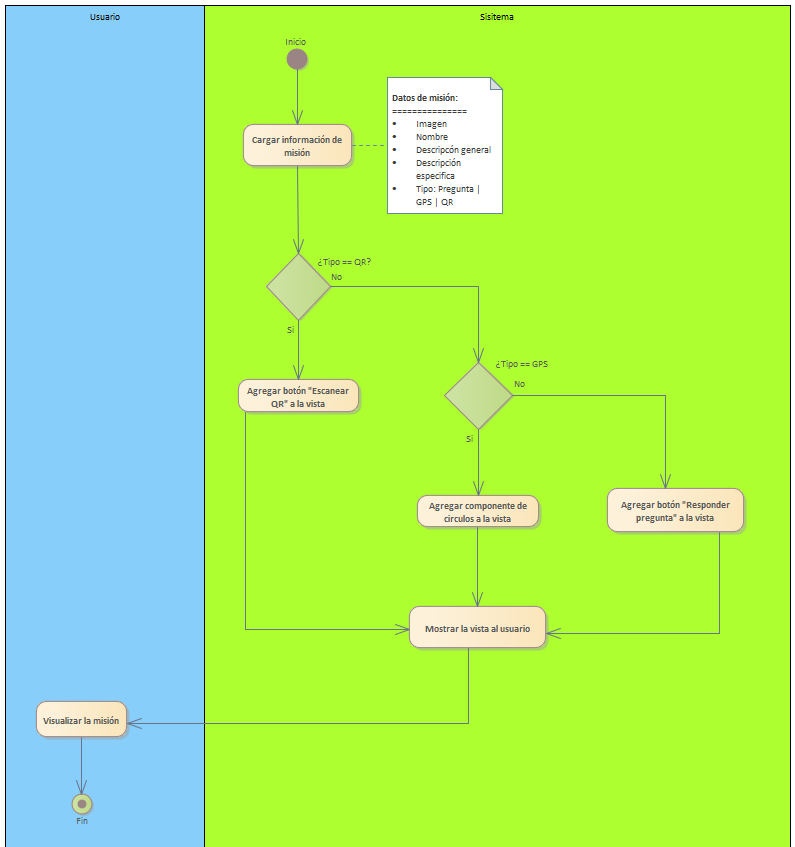 Usuario
Sisitema
Inicio
Datos de misión:
===============
• Imagen
• Nombre
• Descripcón general
• Descripción
especifica
• Tipo: Pregunta |
GPS | QR
Cargar información de
misión
¿Tipo == QR?
No
Si
¿Tipo == GPS
No
Agregar botón "Escanear
QR" a la vista
Si
Agregar componente de
circulos a la vista
Agregar botón "Responder
pregunta" a la vista
Mostrar la vista al usuario
Visualizar la misión
Fin